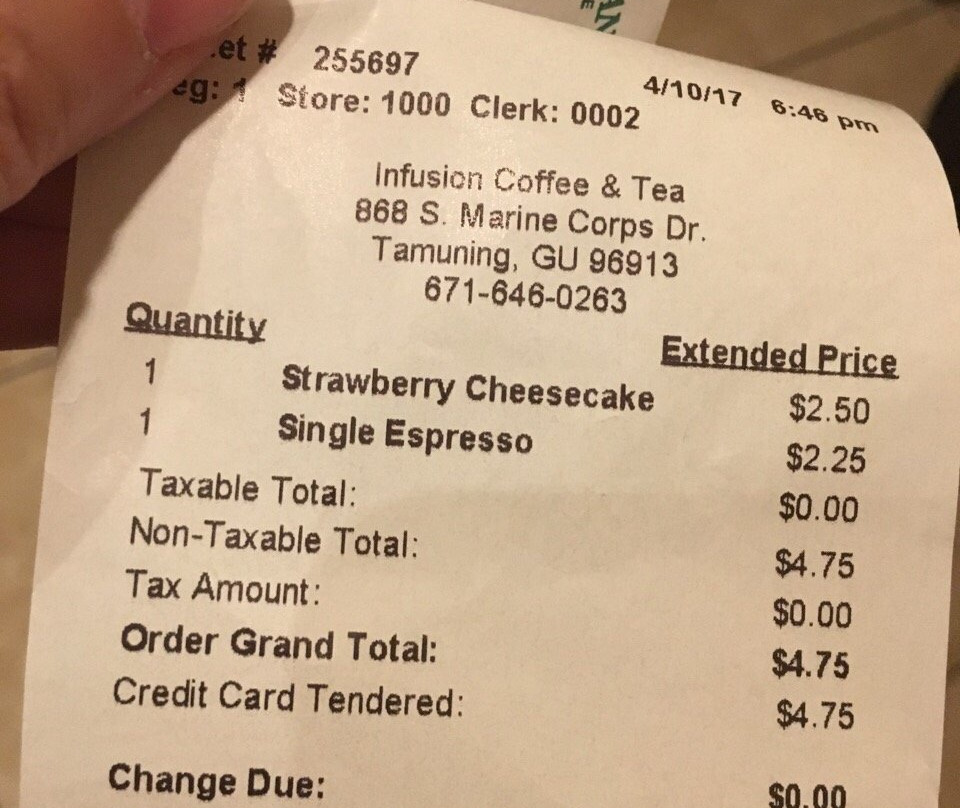 255697 4/10/17 6:46 pm
Store: 1000 Clerk: 0002
Infusion Coffee & Tea
868 S. Marine Corps Dr.
Tamuning, GU 96913
671-646-0263
Quantity Extended Price
1 Strawberry Cheesecake $2.50
1 Single Espresso $2.25
Taxable Total: $0.00
Non-Taxable Total: $4.75
Tax Amount: $0.00
Order Grand Total: $4.75
Credit Card Tendered: $4.75
Change Due: $0.00